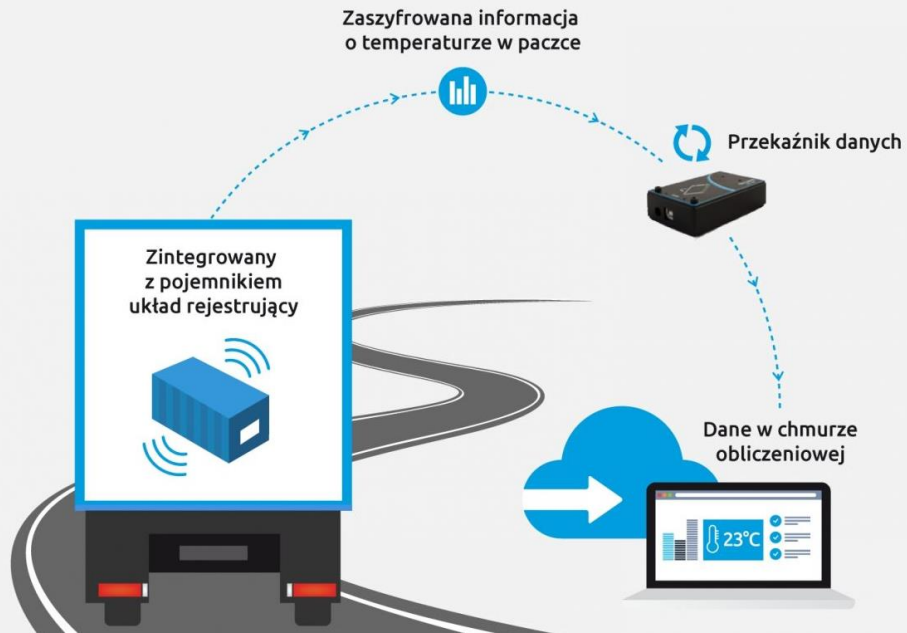 Zaszyfrowana informacja
o temperaturze w paczce
Przekaźnik danych
Zintegrowany
z pojemnikiem
układ rejestrujący
Dane w chmurze
obliczeniowej
23°C